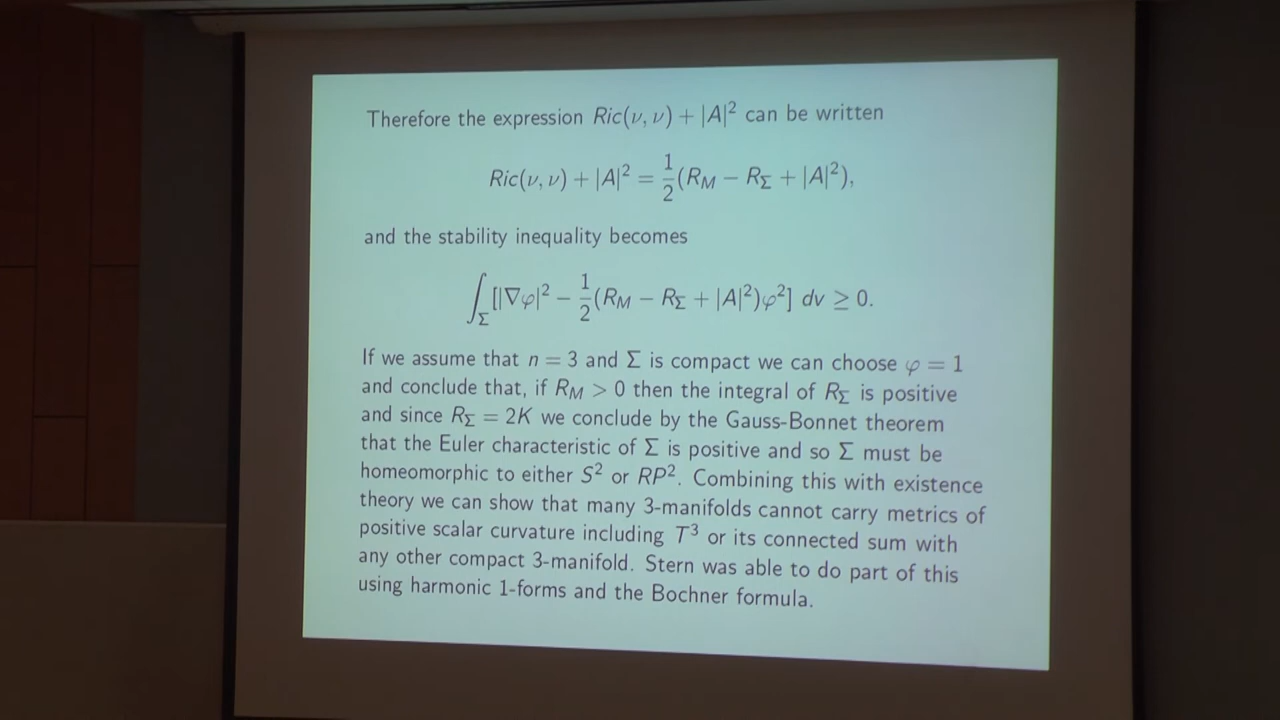 Therefore the expression Ric(ν, ν) + |A|² can be written
Ric(ν, ν) + |A|² = 1/2(R_M − R_Σ + |A|²),
and the stability inequality becomes
∫_Σ [|∇φ|² − 1/2(R_M − R_Σ + |A|²)φ²] dv ≥ 0.
If we assume that n = 3 and Σ is compact we can choose φ = 1
and conclude that, if R_M > 0 then the integral of R_Σ is positive
and since R_Σ = 2K we conclude by the Gauss-Bonnet theorem
that the Euler characteristic of Σ is positive and so Σ must be
homeomorphic to either S² or RP². Combining this with existence
theory we can show that many 3-manifolds cannot carry metrics of
positive scalar curvature including T³ or its connected sum with
any other compact 3-manifold. Stern was able to do part of this
using harmonic 1-forms and the Bochner formula.